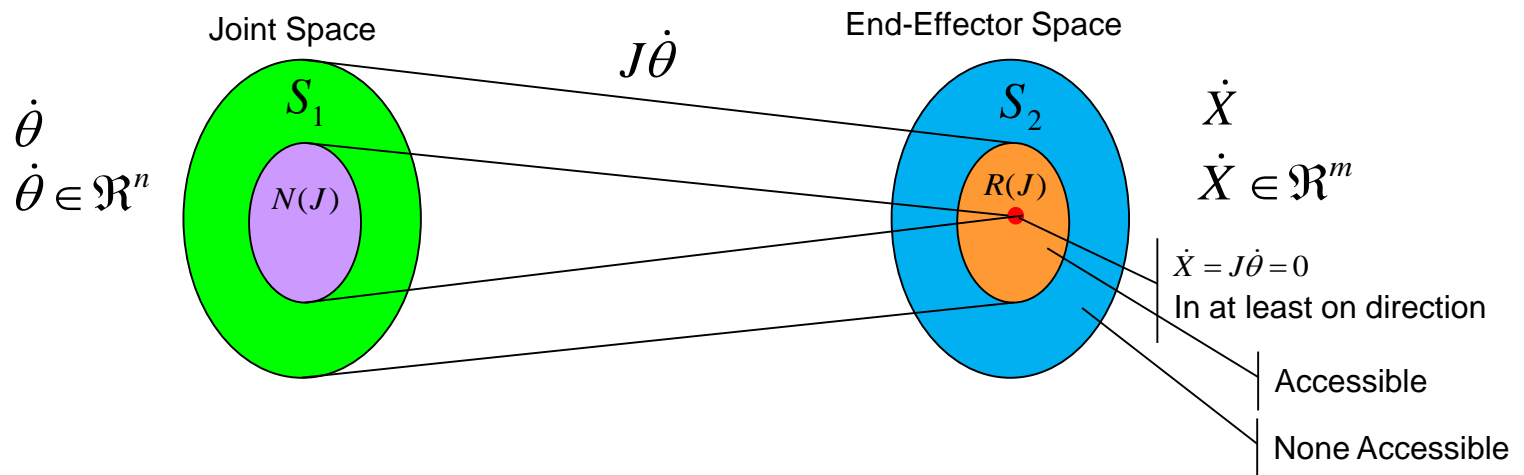 Joint Space
End-Effector Space
Jθ̇
S₁
S₂
θ̇
Ẋ
θ̇ ∈ ℜⁿ
N(J)
R(J)
Ẋ ∈ ℜᵐ
Ẋ = Jθ̇ = 0
In at least on direction
Accessible
None Accessible